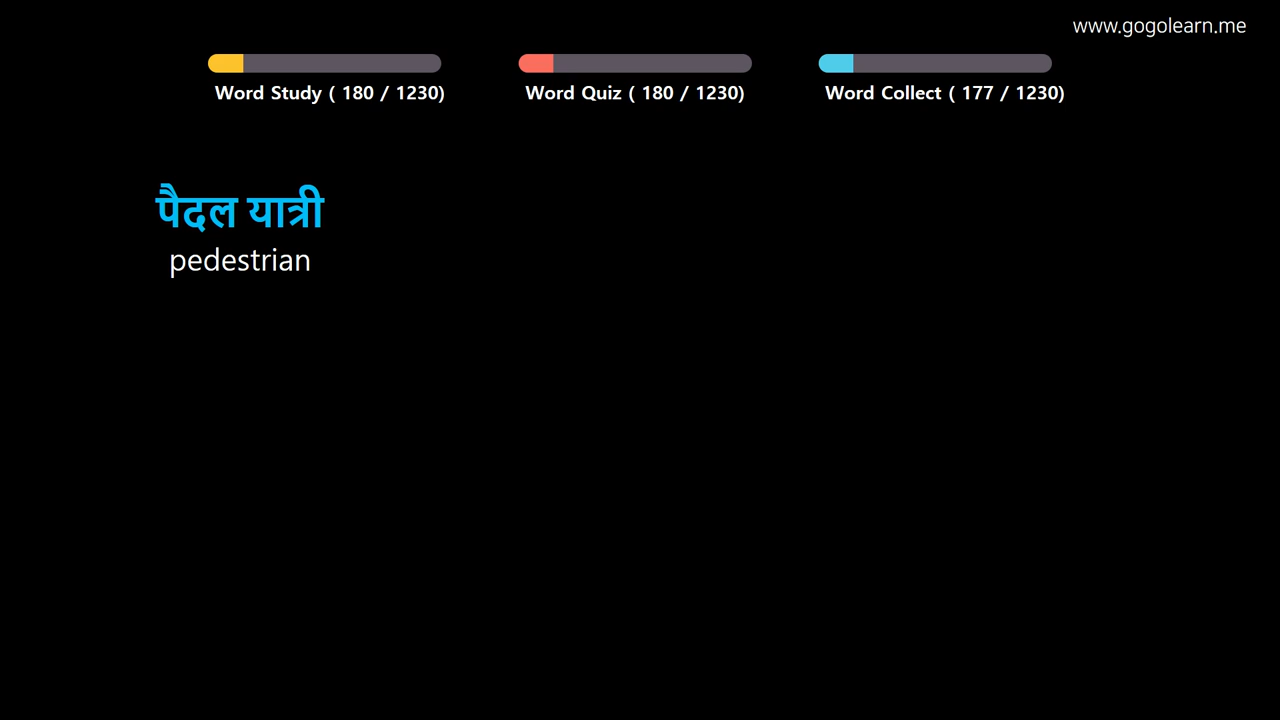 www.gogolearn.me
Word Study ( 180 / 1230)
Word Quiz ( 180 / 1230)
Word Collect ( 177 / 1230)
पैदल यात्री
pedestrian